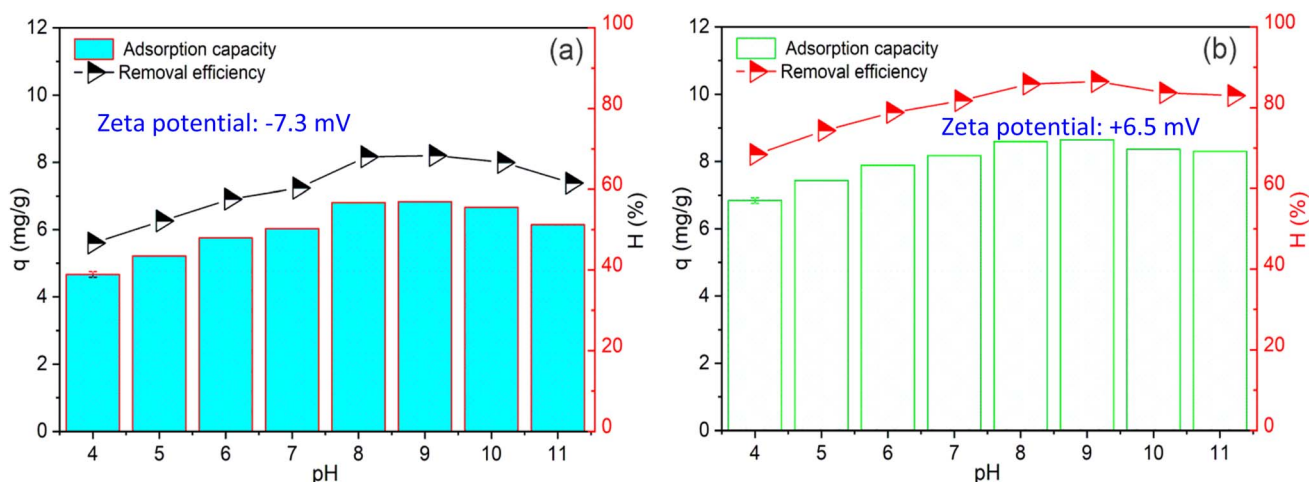 (a)
Adsorption capacity
Removal efficiency
Zeta potential: -7.3 mV
q (mg/g)
0
2
4
6
8
10
12
H (%)
0
20
40
60
80
100
4 5 6 7 8 9 10 11
pH
(b)
Adsorption capacity
Removal efficiency
Zeta potential: +6.5 mV
q (mg/g)
0
2
4
6
8
10
12
H (%)
0
20
40
60
80
100
4 5 6 7 8 9 10 11
pH